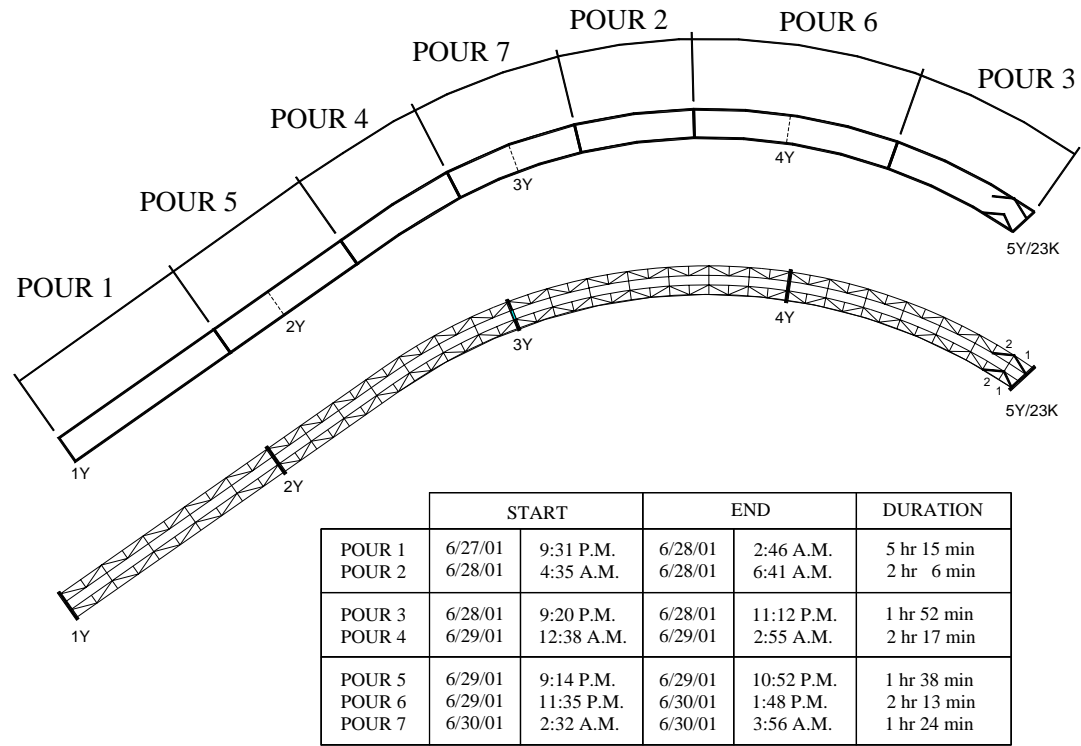 POUR 2
POUR 6
POUR 7
POUR 3
POUR 4
POUR 5
POUR 1
1Y
2Y
3Y
4Y
5Y/23K
1Y
2Y
3Y
4Y
2
1
2
1
5Y/23K
START END DURATION
POUR 1 6/27/01 9:31 P.M. 6/28/01 2:46 A.M. 5 hr 15 min
POUR 2 6/28/01 4:35 A.M. 6/28/01 6:41 A.M. 2 hr 6 min
POUR 3 6/28/01 9:20 P.M. 6/28/01 11:12 P.M. 1 hr 52 min
POUR 4 6/29/01 12:38 A.M. 6/29/01 2:55 A.M. 2 hr 17 min
POUR 5 6/29/01 9:14 P.M. 6/29/01 10:52 P.M. 1 hr 38 min
POUR 6 6/29/01 11:35 P.M. 6/30/01 1:48 P.M. 2 hr 13 min
POUR 7 6/30/01 2:32 A.M. 6/30/01 3:56 A.M. 1 hr 24 min